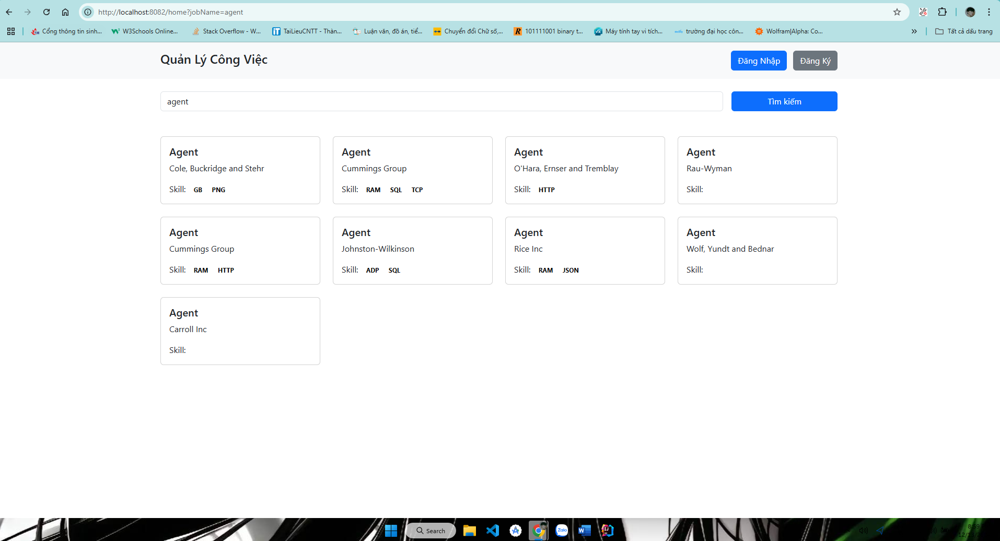 http://localhost:8082/home?jobName=agent
Cổng thông tin sinh...
W3Schools Online...
Stack Overflow - W...
TaiLieuCNTT - Thàn...
Luận văn, đồ án, tiể...
Chuyển đổi Chữ số,...
101111001 binary t...
Máy tính tay vi tích...
trường đại học côn...
Wolfram|Alpha: Co...
Tất cả dấu trang
Quản Lý Công Việc
Đăng Nhập
Đăng Ký
agent
Tìm kiếm
Agent
Cole, Buckridge and Stehr
Skill: GB PNG
Agent
Cummings Group
Skill: RAM SQL TCP
Agent
O'Hara, Ernser and Tremblay
Skill: HTTP
Agent
Rau-Wyman
Skill:
Agent
Cummings Group
Skill: RAM HTTP
Agent
Johnston-Wilkinson
Skill: ADP SQL
Agent
Rice Inc
Skill: RAM JSON
Agent
Wolf, Yundt and Bednar
Skill:
Agent
Carroll Inc
Skill:
Search
Zalo
8:59